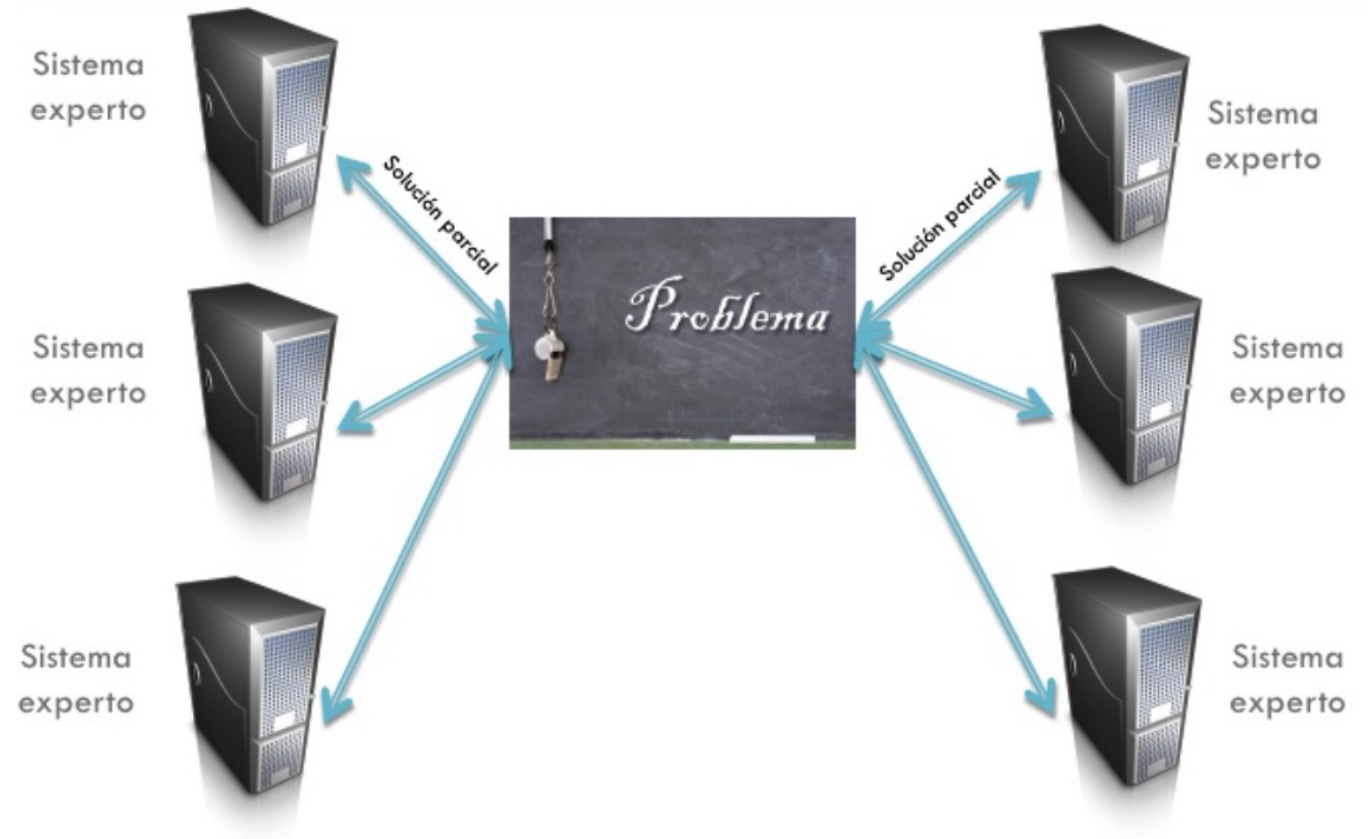 Sistema
experto
Sistema
experto
Solución parcial
Solución parcial
Problema
Sistema
experto
Sistema
experto
Sistema
experto
Sistema
experto